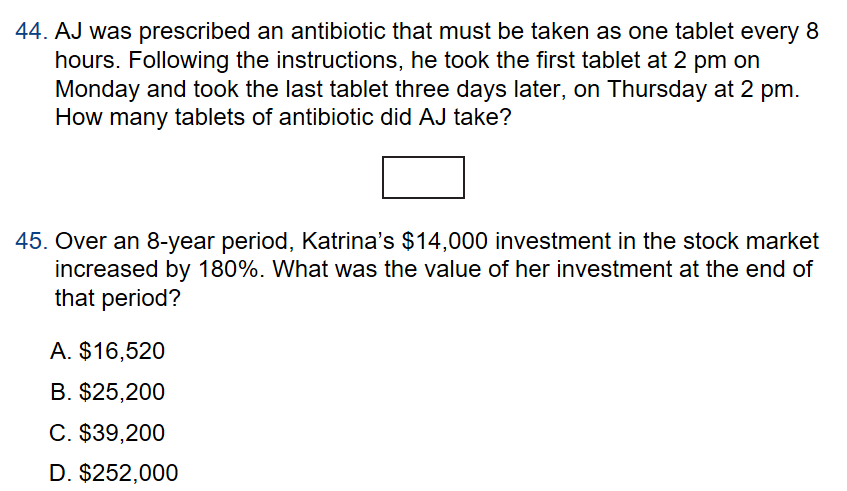 44. AJ was prescribed an antibiotic that must be taken as one tablet every 8
hours. Following the instructions, he took the first tablet at 2 pm on
Monday and took the last tablet three days later, on Thursday at 2 pm.
How many tablets of antibiotic did AJ take?
45. Over an 8-year period, Katrina’s $14,000 investment in the stock market
increased by 180%. What was the value of her investment at the end of
that period?
A. $16,520
B. $25,200
C. $39,200
D. $252,000